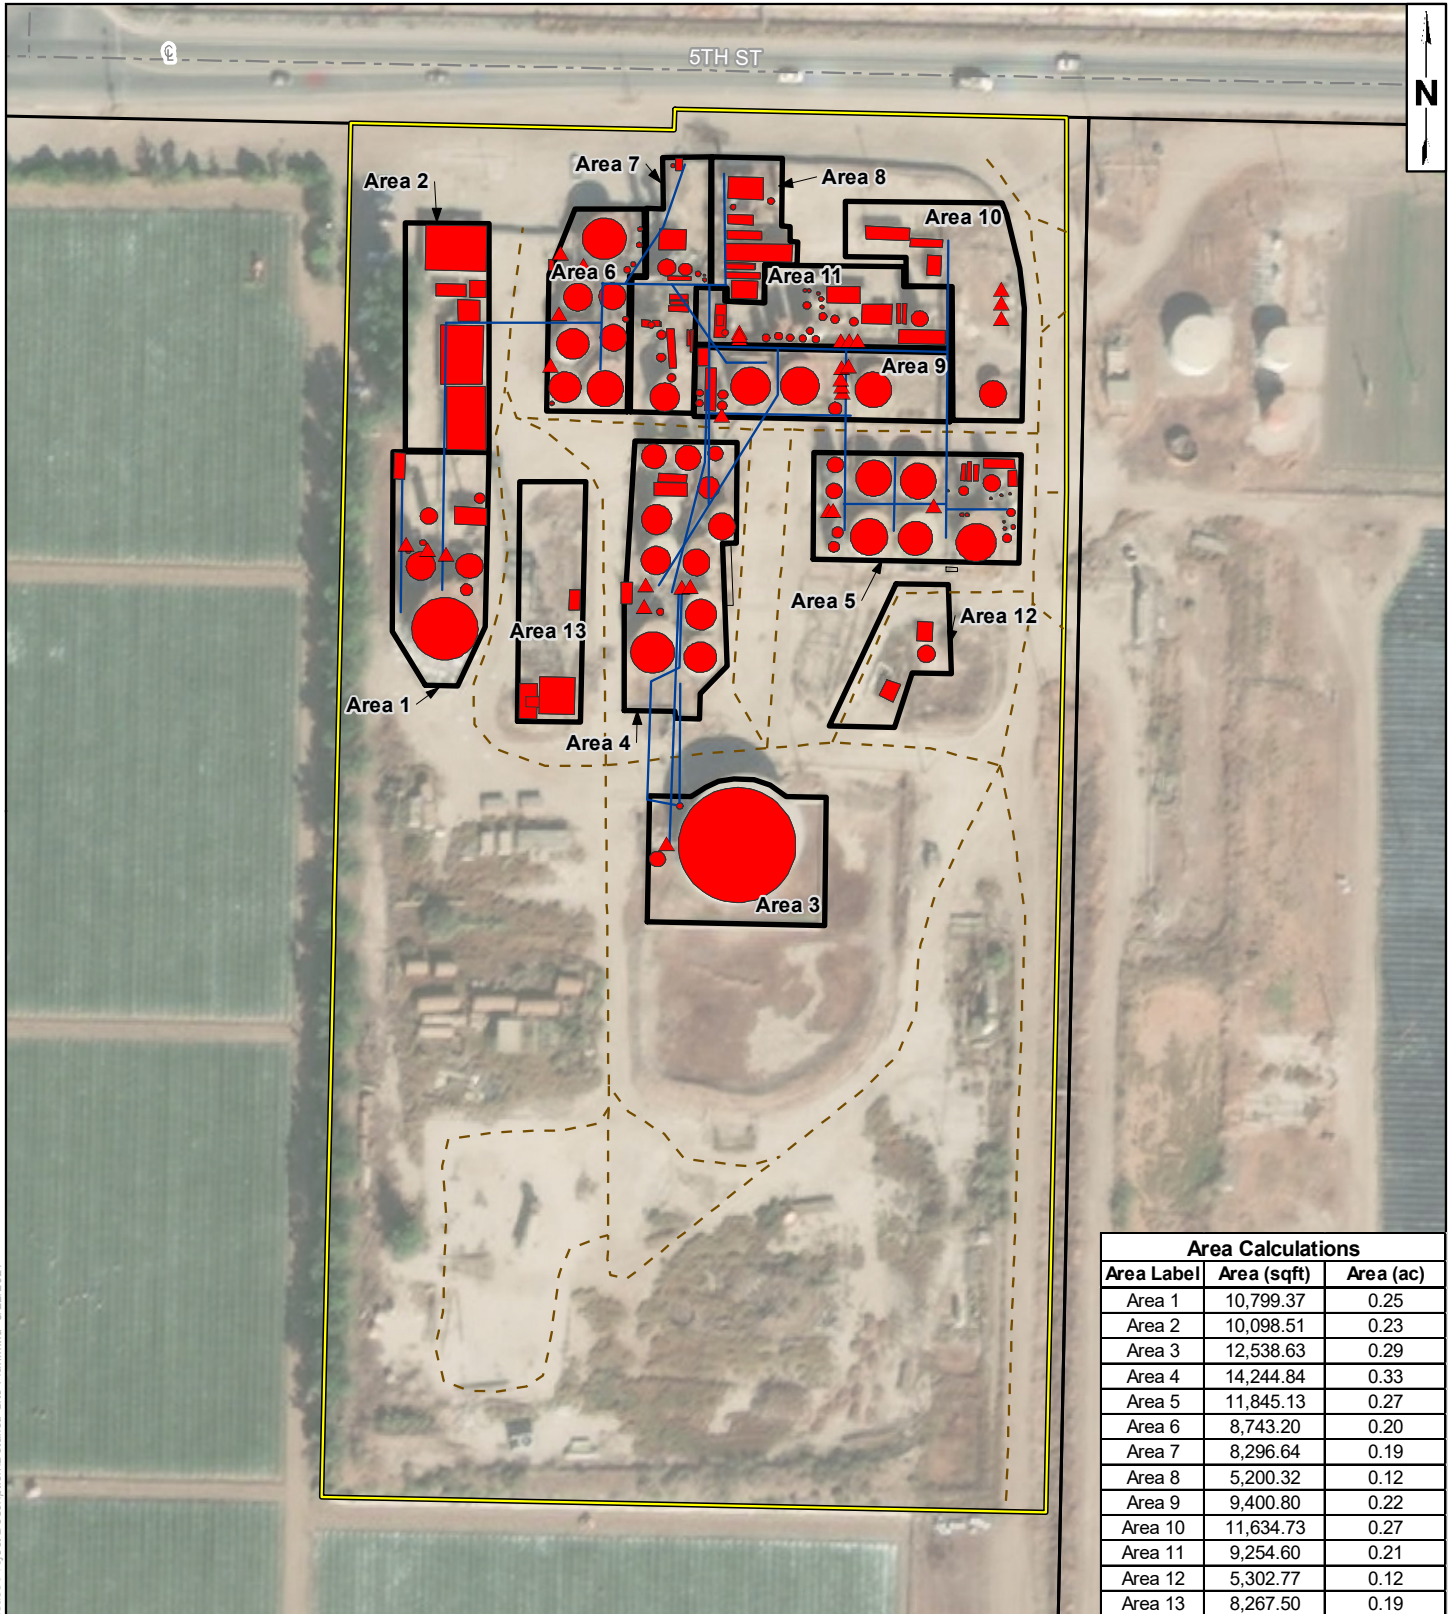 5TH ST
N
Area 7
Area 8
Area 2
Area 10
Area 6
Area 11
Area 9
Area 5
Area 12
Area 13
Area 1
Area 4
Area 3
Area Calculations
Area Label Area (sqft) Area (ac)
Area 1 10,799.37 0.25
Area 2 10,098.51 0.23
Area 3 12,538.63 0.29
Area 4 14,244.84 0.33
Area 5 11,845.13 0.27
Area 6 8,743.20 0.20
Area 7 8,296.64 0.19
Area 8 5,200.32 0.12
Area 9 9,400.80 0.22
Area 10 11,634.73 0.27
Area 11 9,254.60 0.21
Area 12 5,302.77 0.12
Area 13 8,267.50 0.19